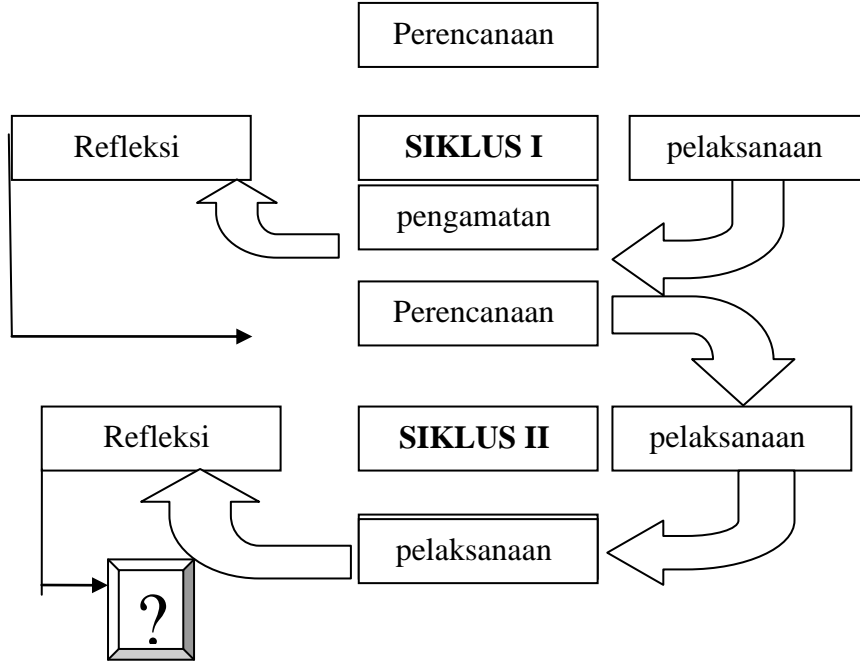 Perencanaan
Refleksi
SIKLUS I
pelaksanaan
pengamatan
Perencanaan
Refleksi
SIKLUS II
pelaksanaan
pelaksanaan
?